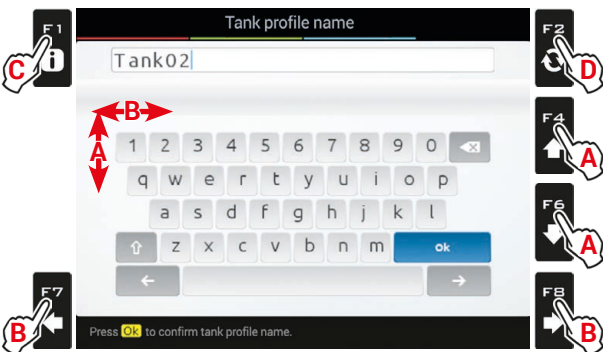 F1
C
Tank profile name
F2
D
Tank02
B
A
F4
A
1 2 3 4 5 6 7 8 9 0
q w e r t y u i o p
a s d f g h j k l
z x c v b n m ok
F6
A
F7
B
F8
B
Press Ok to confirm tank profile name.